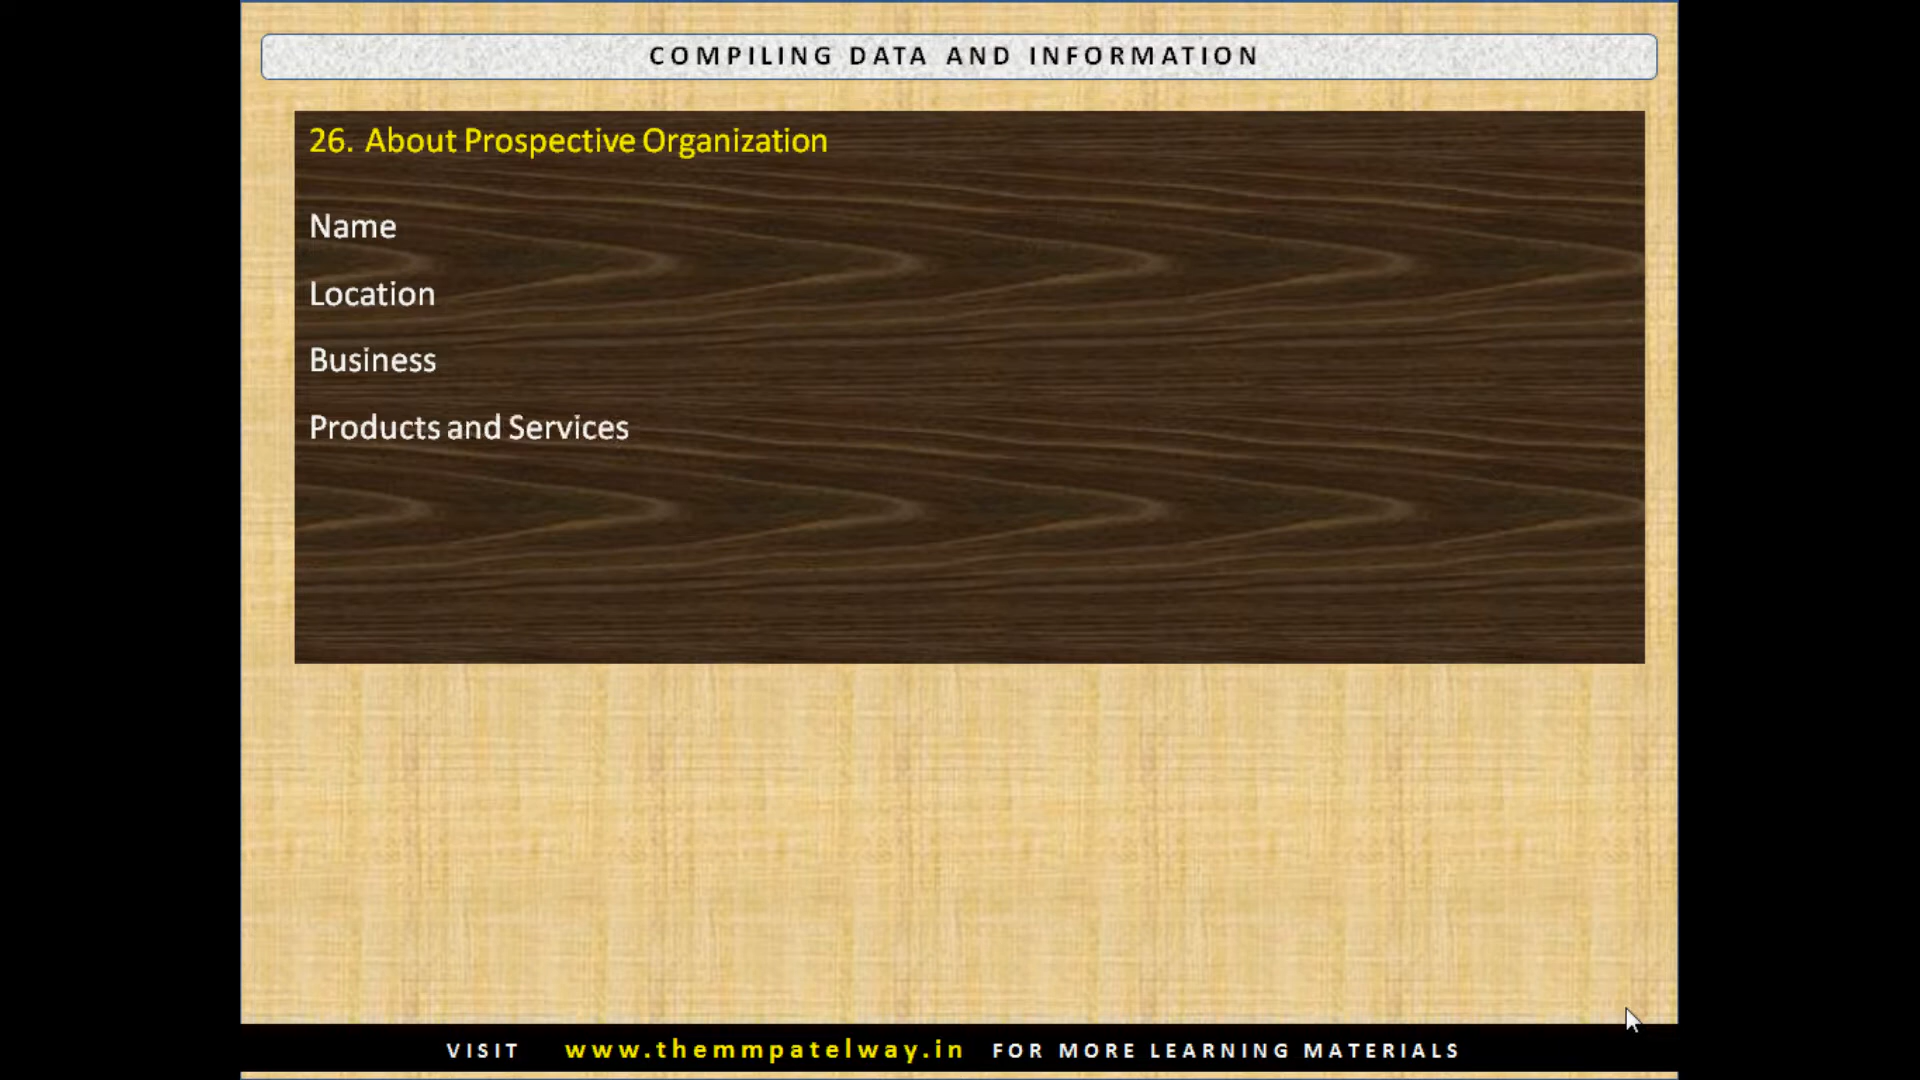 COMPILING DATA AND INFORMATION
26. About Prospective Organization
Name
Location
Business
Products and Services
VISIT www.themmpatelway.in FOR MORE LEARNING MATERIALS